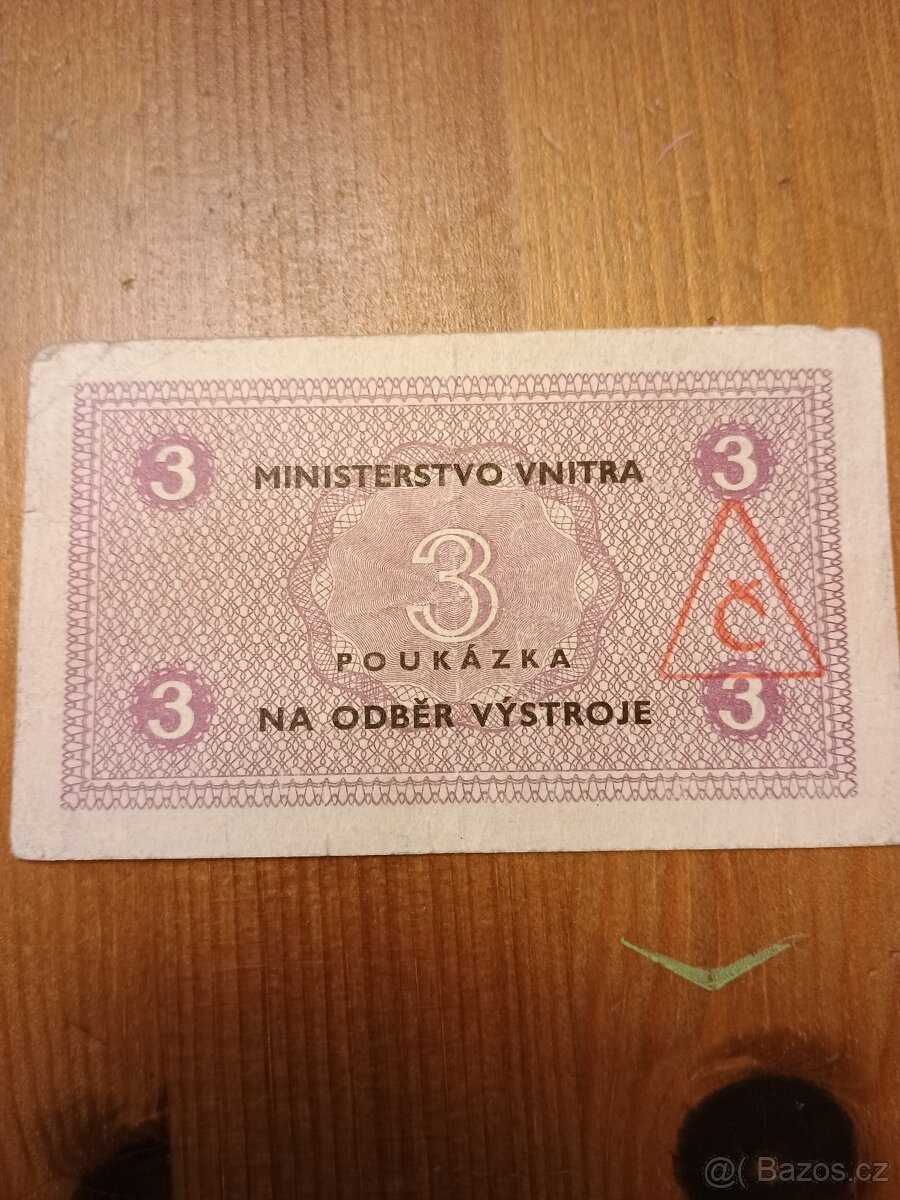 3 3
MINISTERSTVO VNITRA
3
Č
POUKÁZKA
3 3
NA ODBĚR VÝSTROJE
@( Bazos.cz